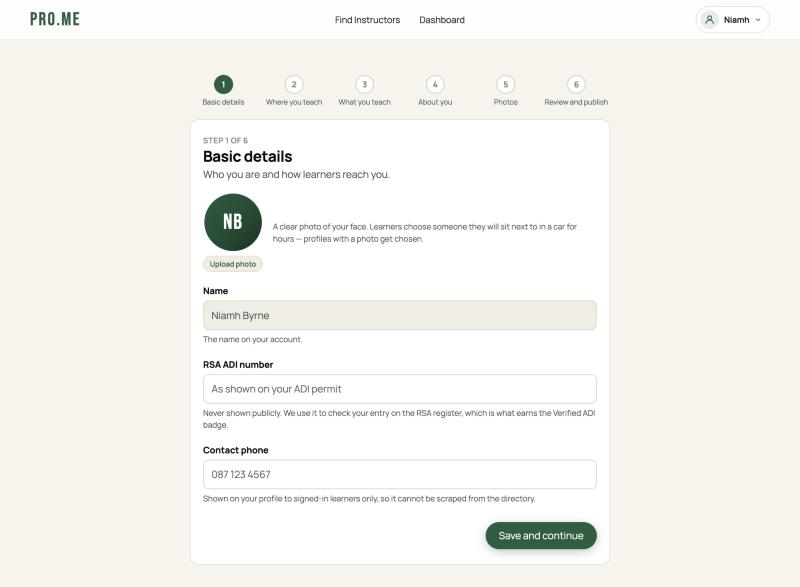 PRO.ME
Find Instructors
Dashboard
Niamh
1
2
3
4
5
6
Basic details
Where you teach
What you teach
About you
Photos
Review and publish
STEP 1 OF 6
Basic details
Who you are and how learners reach you.
NB
A clear photo of your face. Learners choose someone they will sit next to in a car for
hours — profiles with a photo get chosen.
Upload photo
Name
Niamh Byrne
The name on your account.
RSA ADI number
As shown on your ADI permit
Never shown publicly. We use it to check your entry on the RSA register, which is what earns the Verified ADI
badge.
Contact phone
087 123 4567
Shown on your profile to signed-in learners only, so it cannot be scraped from the directory.
Save and continue